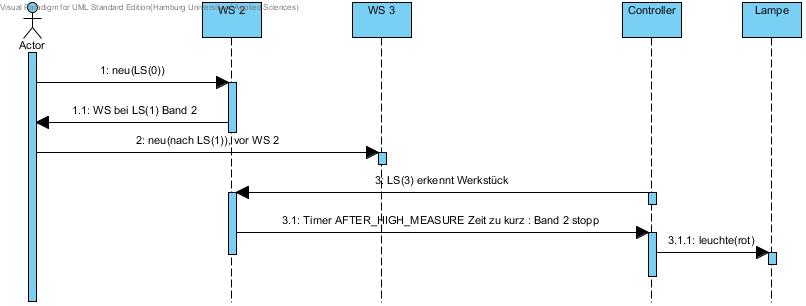 Visual Paradigm for UML Standard Edition(Hamburg University of Applied Sciences)
WS 2
WS 3
Controller
Lampe
Actor
1: neu(LS(0))
1.1: WS bei LS(1) Band 2
2: neu(nach LS(1)), vor WS 2
3: LS(3) erkennt Werkstück
3.1: Timer AFTER_HIGH_MEASURE Zeit zu kurz : Band 2 stopp
3.1.1: leuchte(rot)